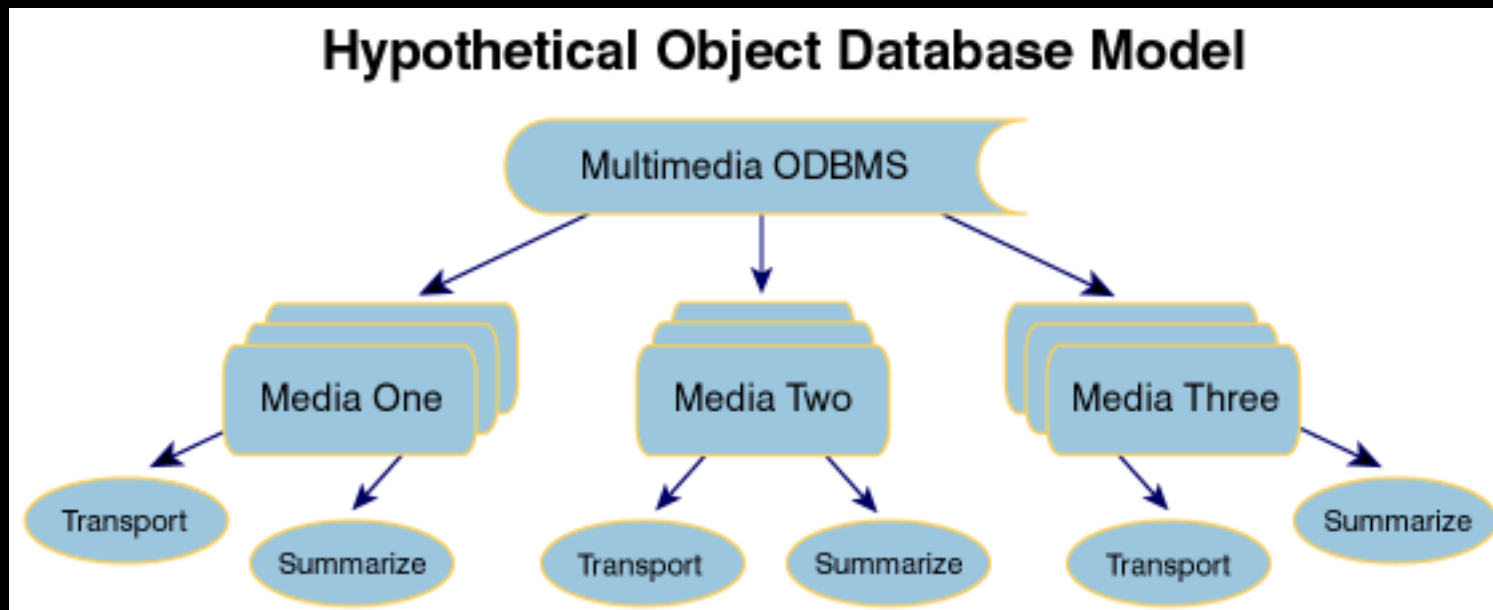 Hypothetical Object Database Model
Multimedia ODBMS
Media One
Media Two
Media Three
Transport
Summarize
Transport
Summarize
Transport
Summarize